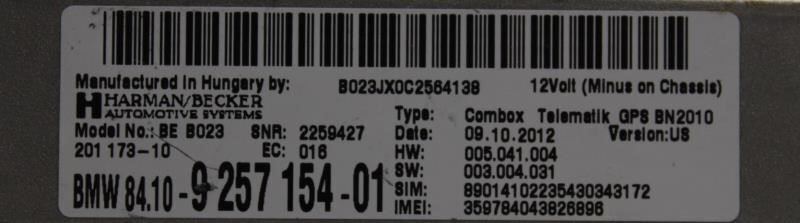 Manufactured in Hungary by: B023JX0C2564138 12Volt (Minus on Chassis)
HARMAN/BECKER
AUTOMOTIVE SYSTEMS
Type: Combox Telematik GPS BN2010
Model No.: BE B023 SNR: 2259427 Date: 09.10.2012 Version: US
201 173-10 EC: 016 HW: 005.041.004
SW: 003.004.031
BMW 84.10-9 257 154-01 SIM: 89014102235430343172
IMEI: 359784043826896